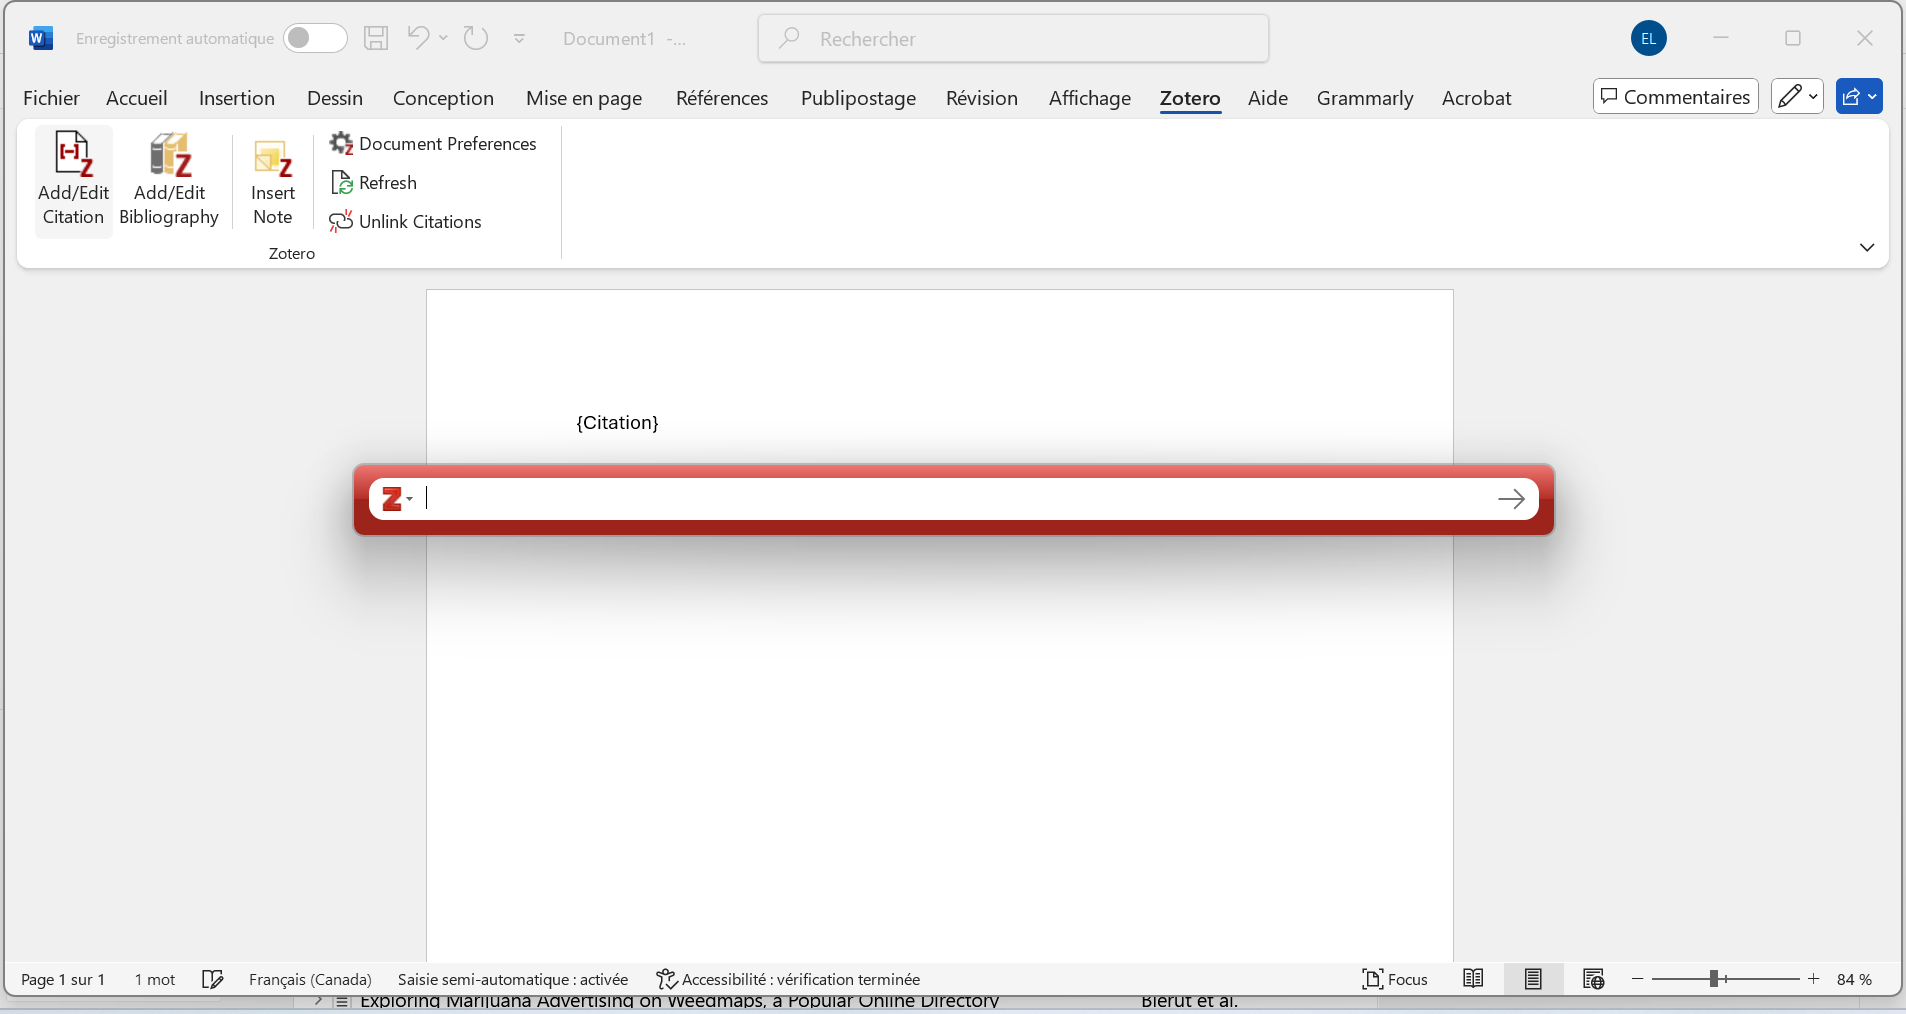 Enregistrement automatique
Document1 -...
Rechercher
EL
Fichier Accueil Insertion Dessin Conception Mise en page Références Publipostage Révision Affichage Zotero Aide Grammarly Acrobat
Commentaires
Add/Edit Citation
Add/Edit Bibliography
Insert Note
Document Preferences
Refresh
Unlink Citations
Zotero
{Citation}
Z
Page 1 sur 1 1 mot Français (Canada) Saisie semi-automatique : activée Accessibilité : vérification terminée Focus 84 %
Exploring Marijuana Advertising on Weedmaps, a Popular Online Directory Bierut et al.